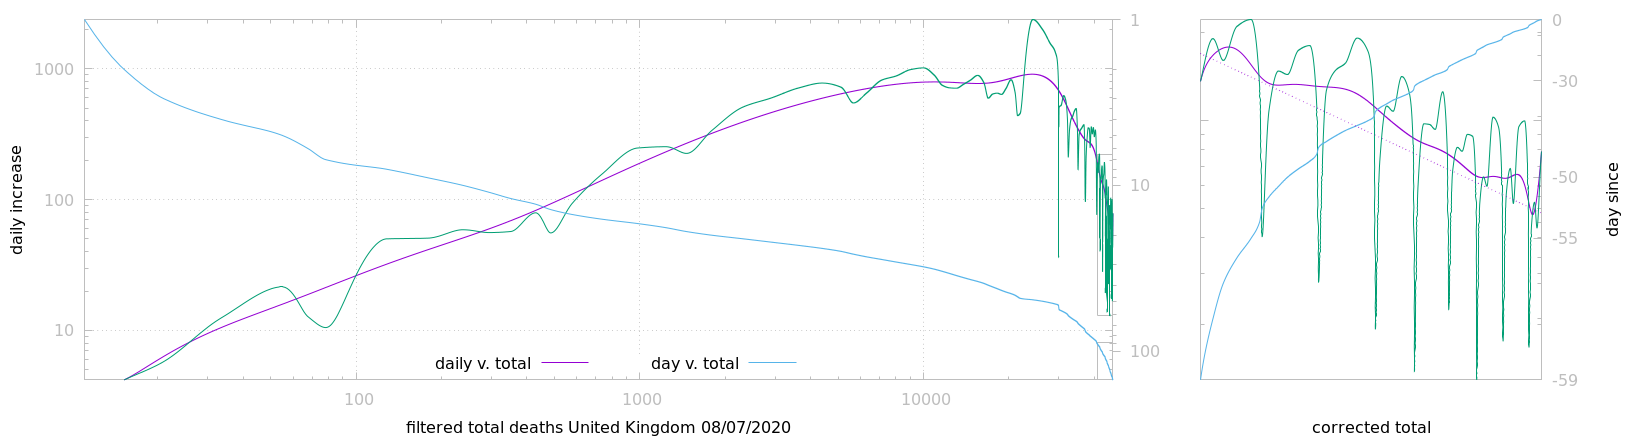 daily increase
1000
100
10
100
1000
10000
1
10
100
daily v. total
day v. total
filtered total deaths United Kingdom 08/07/2020
0
-30
-50
-55
-59
day since
corrected total